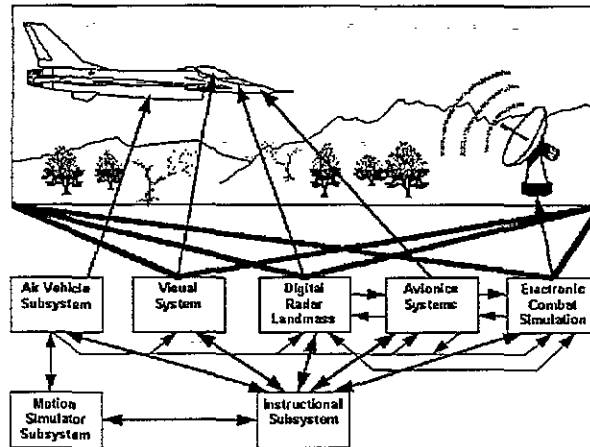 Air Vehicle
Subsystem
Visual
System
Digital
Radar
Landmass
Avionics
Systems
Electronic
Combat
Simulation
Motion
Simulator
Subsystem
Instructional
Subsystem